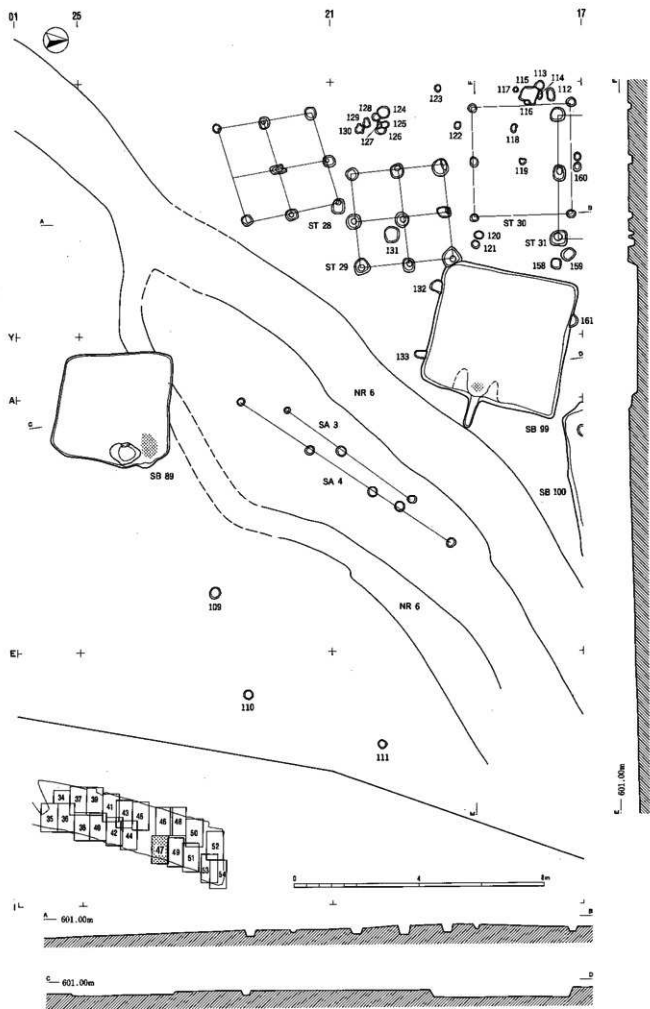 01 25 21 17
F F
113
117 115 114 112
123 116
128 124
129 125 122 118
130 127 126
119 160
A B
ST 28 ST 30
120
131 121 ST 31
ST 29 158 159
132
161
Y
133 D
NR 6
A
SA 3
C SB 99
SB 89 SA 4
SB 100
109 NR 6
E
110
111
601.00m
E E
34 37 39 41 43 45 46 48 50
35 36 38 40 42 44 47 49 51 52
53 54
0 4 8m
I
A 601.00m B
C 601.00m D